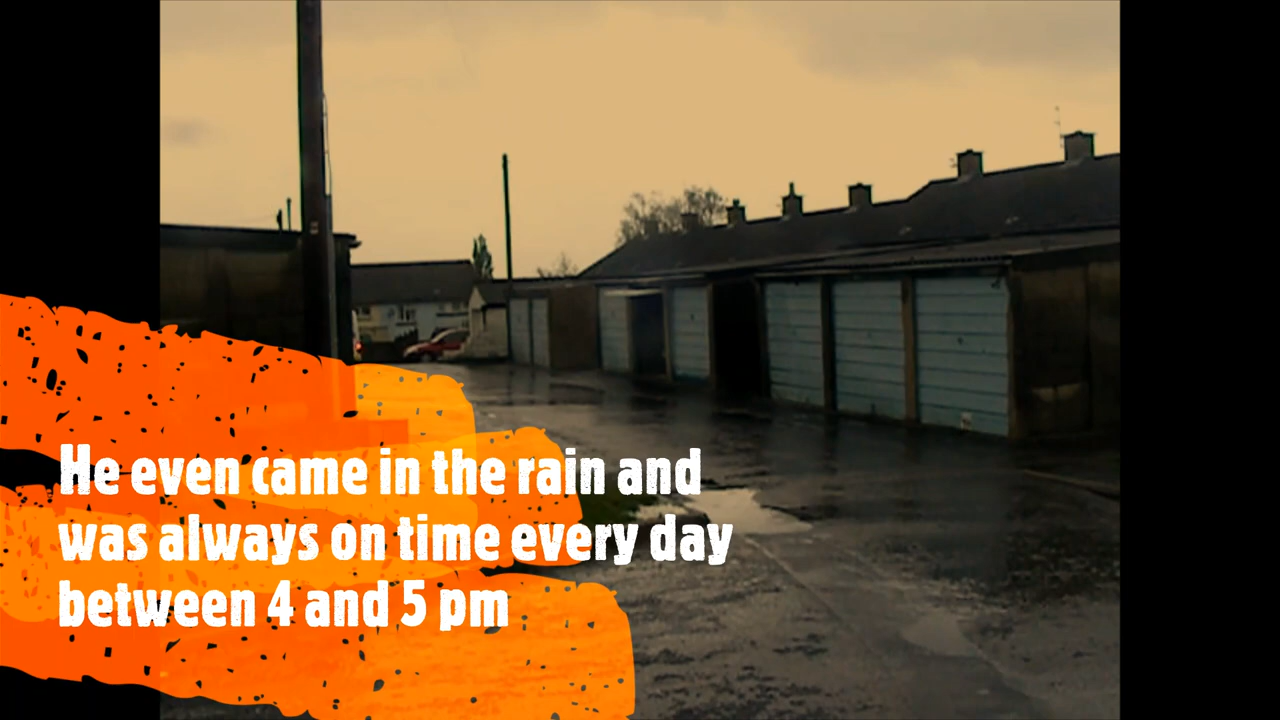 He even came in the rain and
was always on time every day
between 4 and 5 pm